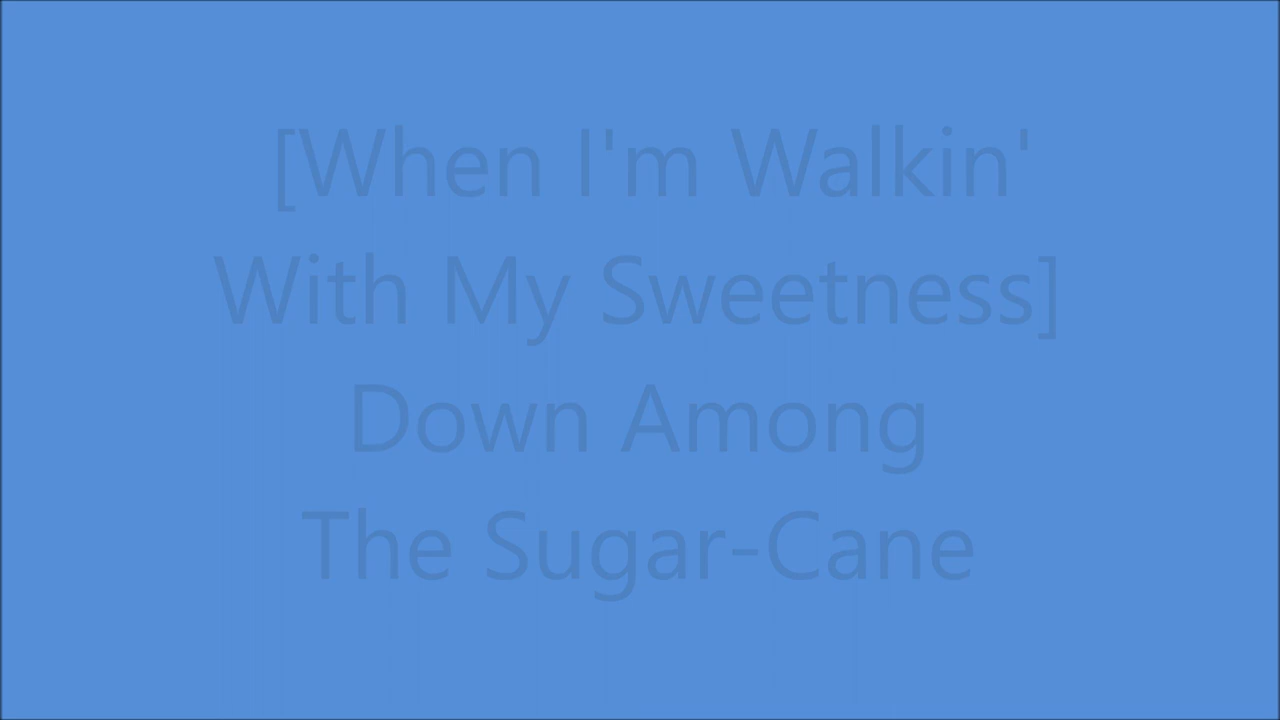 [When I'm Walkin'
With My Sweetness]
Down Among
The Sugar-Cane